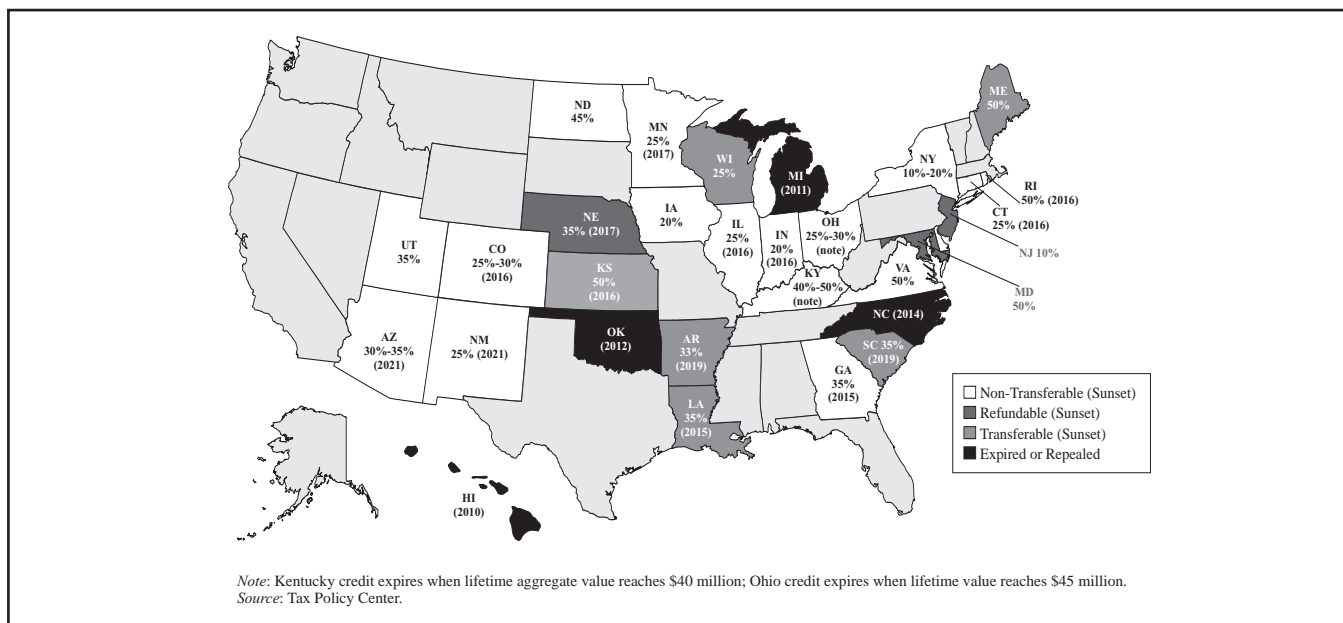 ND
45%
MN
25%
(2017)
ME
50%
WI
25%
MI
(2011)
NY
10%-20%
RI
50% (2016)
CT
25% (2016)
NJ 10%
MD
50%
NE
35% (2017)
IA
20%
IL
25%
(2016)
IN
20%
(2016)
OH
25%-30%
(note)
UT
35%
CO
25%-30%
(2016)
KS
50%
(2016)
KY
40%-50%
(note)
VA
50%
AZ
30%-35%
(2021)
NM
25% (2021)
OK
(2012)
AR
33%
(2019)
NC (2014)
SC 35%
(2019)
GA
35%
(2015)
LA
35%
(2015)
HI
(2010)
Non-Transferable (Sunset)
Refundable (Sunset)
Transferable (Sunset)
Expired or Repealed
Note: Kentucky credit expires when lifetime aggregate value reaches $40 million; Ohio credit expires when lifetime value reaches $45 million.
Source: Tax Policy Center.